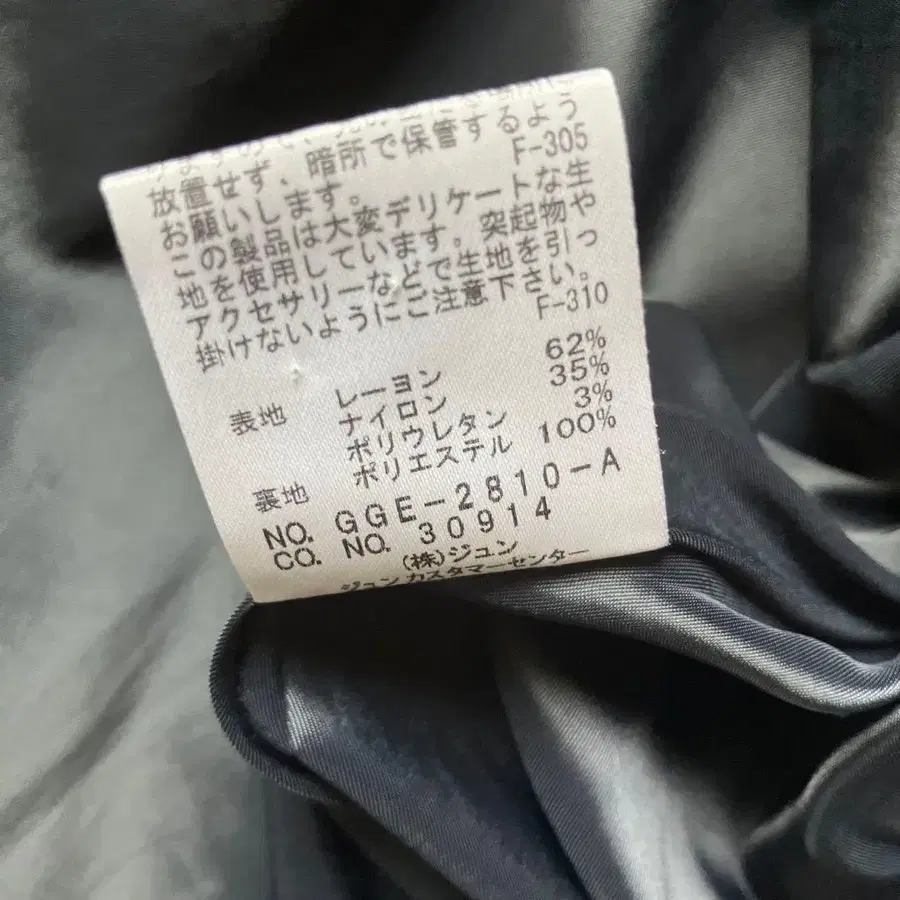 放置せず、暗所で保管するよう
お願いします。 F-305
この製品は大変デリケートな生
地を使用しています。突起物や
アクセサリーなどで生地を引っ
掛けないようにご注意下さい。
F-310
表地 レーヨン 62%
ナイロン 35%
ポリウレタン 3%
裏地 ポリエステル 100%
NO. GGE-2810-A
CO. NO. 30914
(株)ジュン
ジュン カスタマーセンター